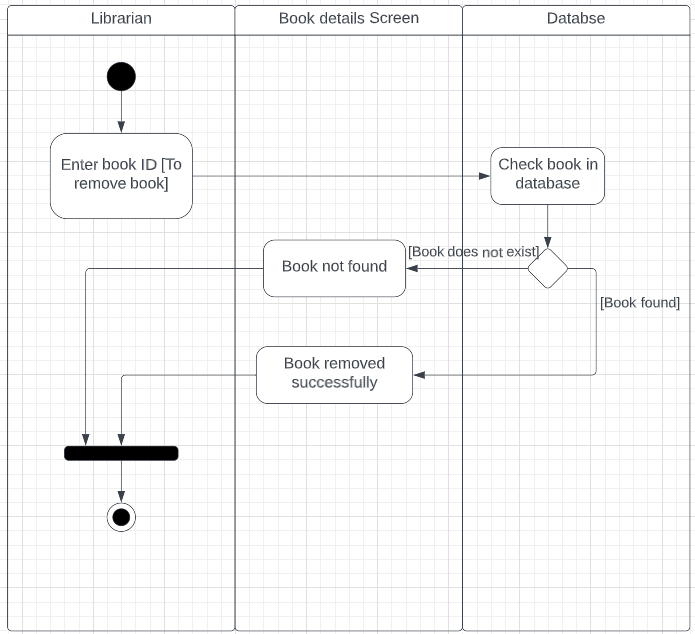 Librarian
Book details Screen
Databse
Enter book ID [To
remove book]
Check book in
database
[Book does not exist]
Book not found
[Book found]
Book removed
successfully